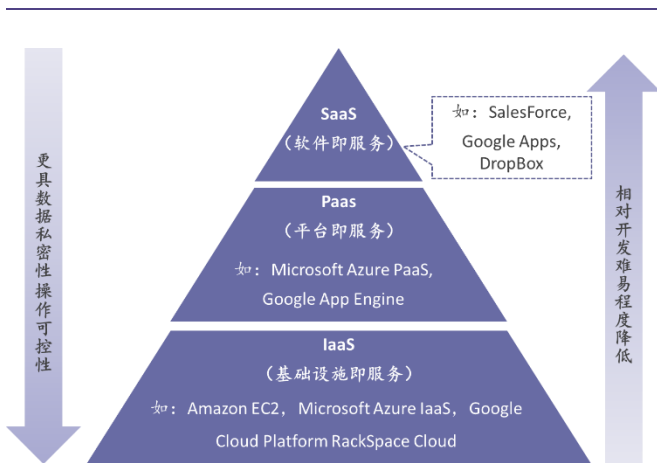 更具数据私密性操作可控性
SaaS
（软件即服务）
如：SalesForce,
Google Apps,
DropBox
Paas
（平台即服务）
如：Microsoft Azure PaaS,
Google App Engine
IaaS
（基础设施即服务）
如：Amazon EC2，Microsoft Azure IaaS，Google
Cloud Platform RackSpace Cloud
相对开发难易程度降低